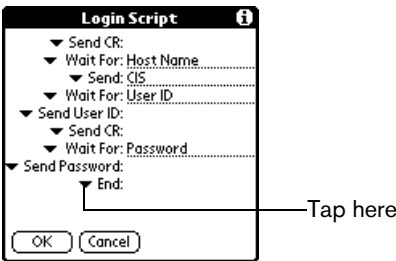 Login Script i
Send CR:
Wait For: Host Name
Send: CIS
Wait For: User ID
Send User ID:
Send CR:
Wait For: Password
Send Password:
End:
Tap here
OK Cancel